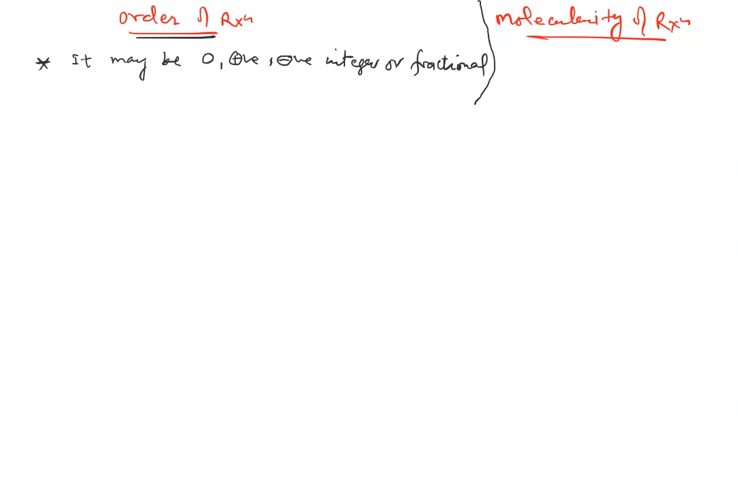 order of Rxn
molecularity of Rxn
* It may be 0, ⊕ve, ⊖ve integer or fractional